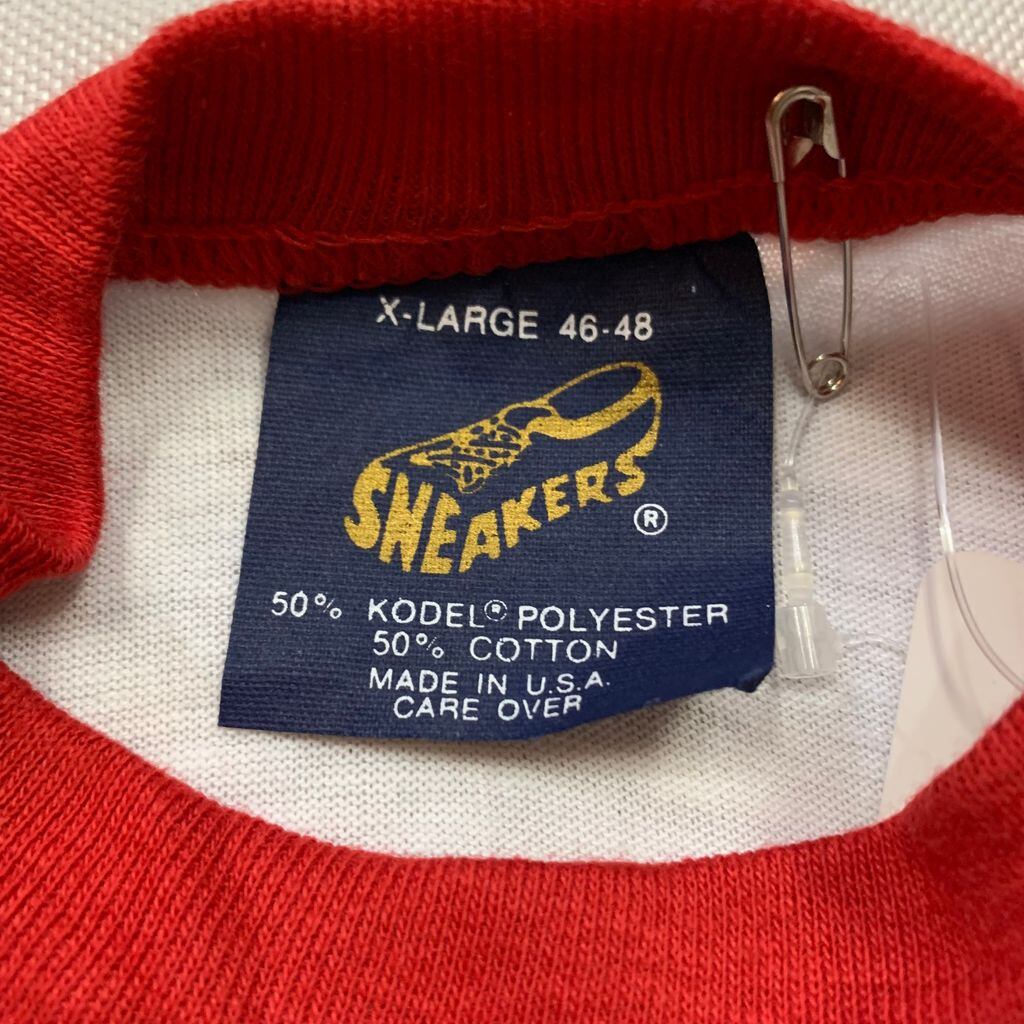 X-LARGE 46-48
SNEAKERS ®
50% KODEL® POLYESTER
50% COTTON
MADE IN U.S.A.
CARE OVER